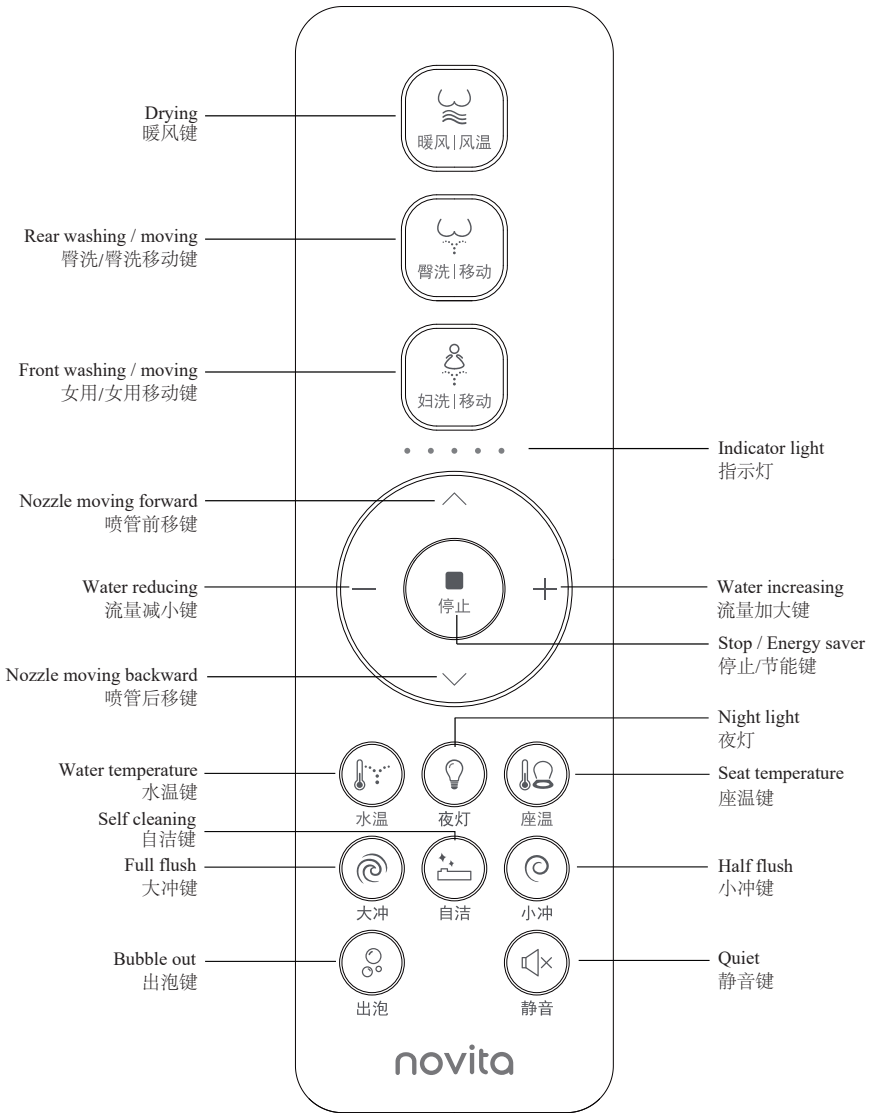 Drying
暖风键
暖风|风温
Rear washing / moving
臀洗/臀洗移动键
臀洗|移动
Front washing / moving
女用/女用移动键
妇洗|移动
Indicator light
指示灯
Nozzle moving forward
喷管前移键
Water reducing
流量减小键
停止
Water increasing
流量加大键
Stop / Energy saver
停止/节能键
Nozzle moving backward
喷管后移键
Night light
夜灯
Water temperature
水温键
Seat temperature
座温键
水温
夜灯
座温
Self cleaning
自洁键
Full flush
大冲键
Half flush
小冲键
大冲
自洁
小冲
Bubble out
出泡键
Quiet
静音键
出泡
静音
novita